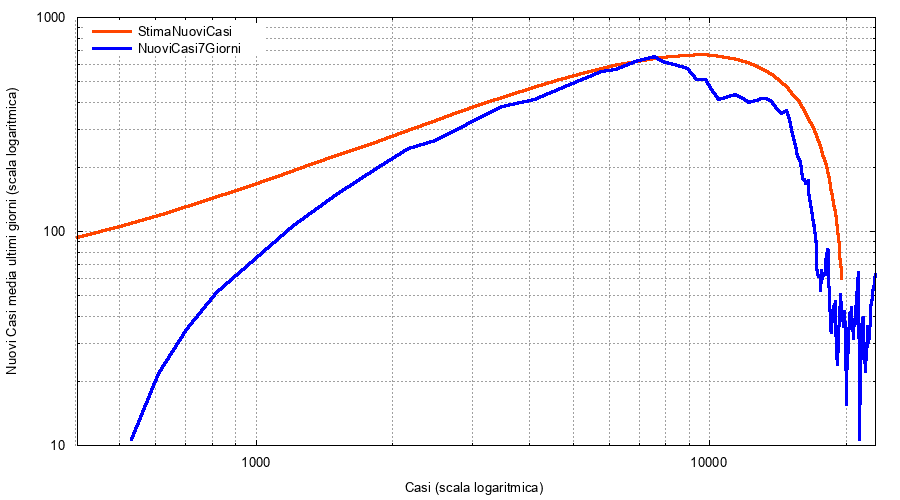 1000
StimaNuoviCasi
NuoviCasi7Giorni
Nuovi Casi media ultimi giorni (scala logaritmica)
100
10
1000
10000
Casi (scala logaritmica)